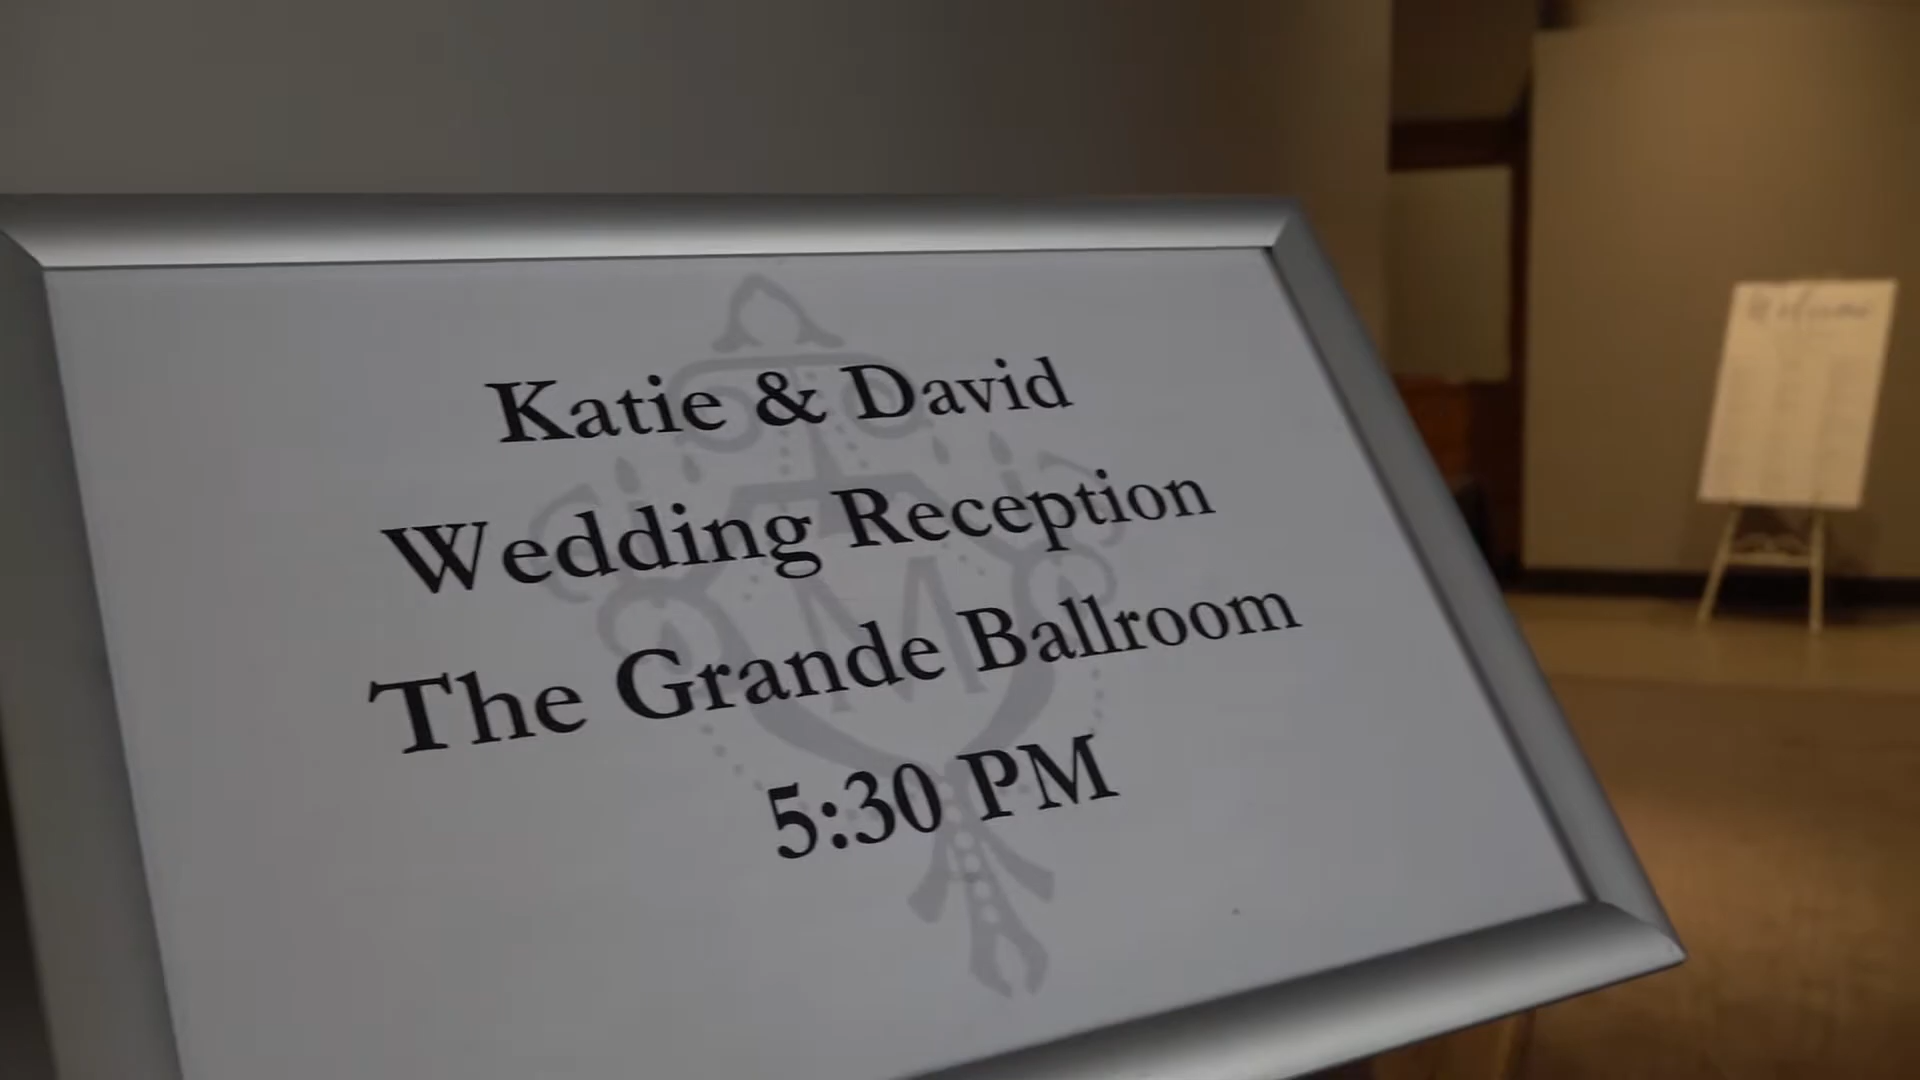 Katie & David
Wedding Reception
The Grande Ballroom
5:30 PM
M